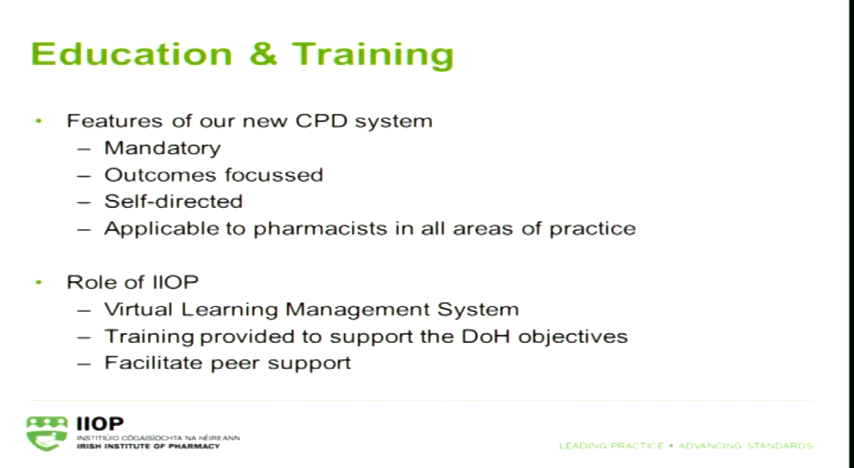 Education & Training
• Features of our new CPD system
– Mandatory
– Outcomes focussed
– Self-directed
– Applicable to pharmacists in all areas of practice
• Role of IIOP
– Virtual Learning Management System
– Training provided to support the DoH objectives
– Facilitate peer support
IIOP
INSTITIÚID CÓGAISÍOCHTA NA HÉIREANN
IRISH INSTITUTE OF PHARMACY
LEADING PRACTICE • ADVANCING STANDARDS